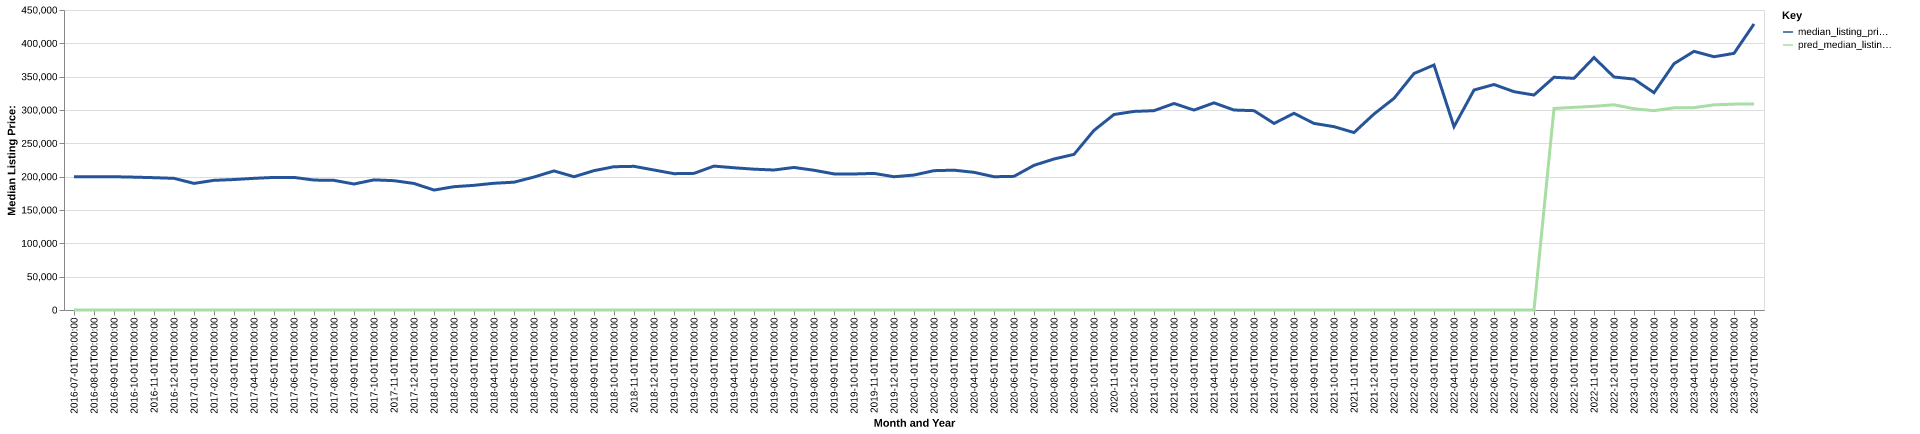 450,000
400,000
350,000
300,000
250,000
200,000
150,000
100,000
50,000
0
Median Listing Price:
2016-07-01T00:00:00
2016-08-01T00:00:00
2016-09-01T00:00:00
2016-10-01T00:00:00
2016-11-01T00:00:00
2016-12-01T00:00:00
2017-01-01T00:00:00
2017-02-01T00:00:00
2017-03-01T00:00:00
2017-04-01T00:00:00
2017-05-01T00:00:00
2017-06-01T00:00:00
2017-07-01T00:00:00
2017-08-01T00:00:00
2017-09-01T00:00:00
2017-10-01T00:00:00
2017-11-01T00:00:00
2017-12-01T00:00:00
2018-01-01T00:00:00
2018-02-01T00:00:00
2018-03-01T00:00:00
2018-04-01T00:00:00
2018-05-01T00:00:00
2018-06-01T00:00:00
2018-07-01T00:00:00
2018-08-01T00:00:00
2018-09-01T00:00:00
2018-10-01T00:00:00
2018-11-01T00:00:00
2018-12-01T00:00:00
2019-01-01T00:00:00
2019-02-01T00:00:00
2019-03-01T00:00:00
2019-04-01T00:00:00
2019-05-01T00:00:00
2019-06-01T00:00:00
2019-07-01T00:00:00
2019-08-01T00:00:00
2019-09-01T00:00:00
2019-10-01T00:00:00
2019-11-01T00:00:00
2019-12-01T00:00:00
2020-01-01T00:00:00
2020-02-01T00:00:00
2020-03-01T00:00:00
2020-04-01T00:00:00
2020-05-01T00:00:00
2020-06-01T00:00:00
2020-07-01T00:00:00
2020-08-01T00:00:00
2020-09-01T00:00:00
2020-10-01T00:00:00
2020-11-01T00:00:00
2020-12-01T00:00:00
2021-01-01T00:00:00
2021-02-01T00:00:00
2021-03-01T00:00:00
2021-04-01T00:00:00
2021-05-01T00:00:00
2021-06-01T00:00:00
2021-07-01T00:00:00
2021-08-01T00:00:00
2021-09-01T00:00:00
2021-10-01T00:00:00
2021-11-01T00:00:00
2021-12-01T00:00:00
2022-01-01T00:00:00
2022-02-01T00:00:00
2022-03-01T00:00:00
2022-04-01T00:00:00
2022-05-01T00:00:00
2022-06-01T00:00:00
2022-07-01T00:00:00
2022-08-01T00:00:00
2022-09-01T00:00:00
2022-10-01T00:00:00
2022-11-01T00:00:00
2022-12-01T00:00:00
2023-01-01T00:00:00
2023-02-01T00:00:00
2023-03-01T00:00:00
2023-04-01T00:00:00
2023-05-01T00:00:00
2023-06-01T00:00:00
2023-07-01T00:00:00
Month and Year
Key
median_listing_pri…
pred_median_listin…